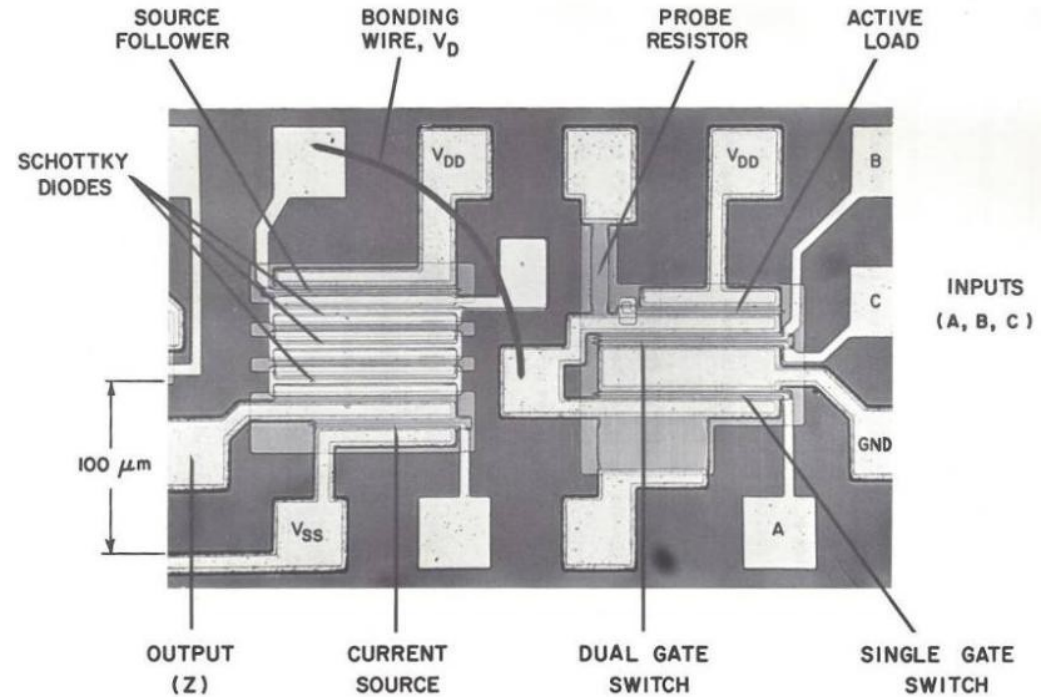 SOURCE
FOLLOWER
BONDING
WIRE, VD
PROBE
RESISTOR
ACTIVE
LOAD
SCHOTTKY
DIODES
VDD
VDD
B
C
INPUTS
(A, B, C)
100 μm
GND
VSS
A
OUTPUT
(Z)
CURRENT
SOURCE
DUAL GATE
SWITCH
SINGLE GATE
SWITCH